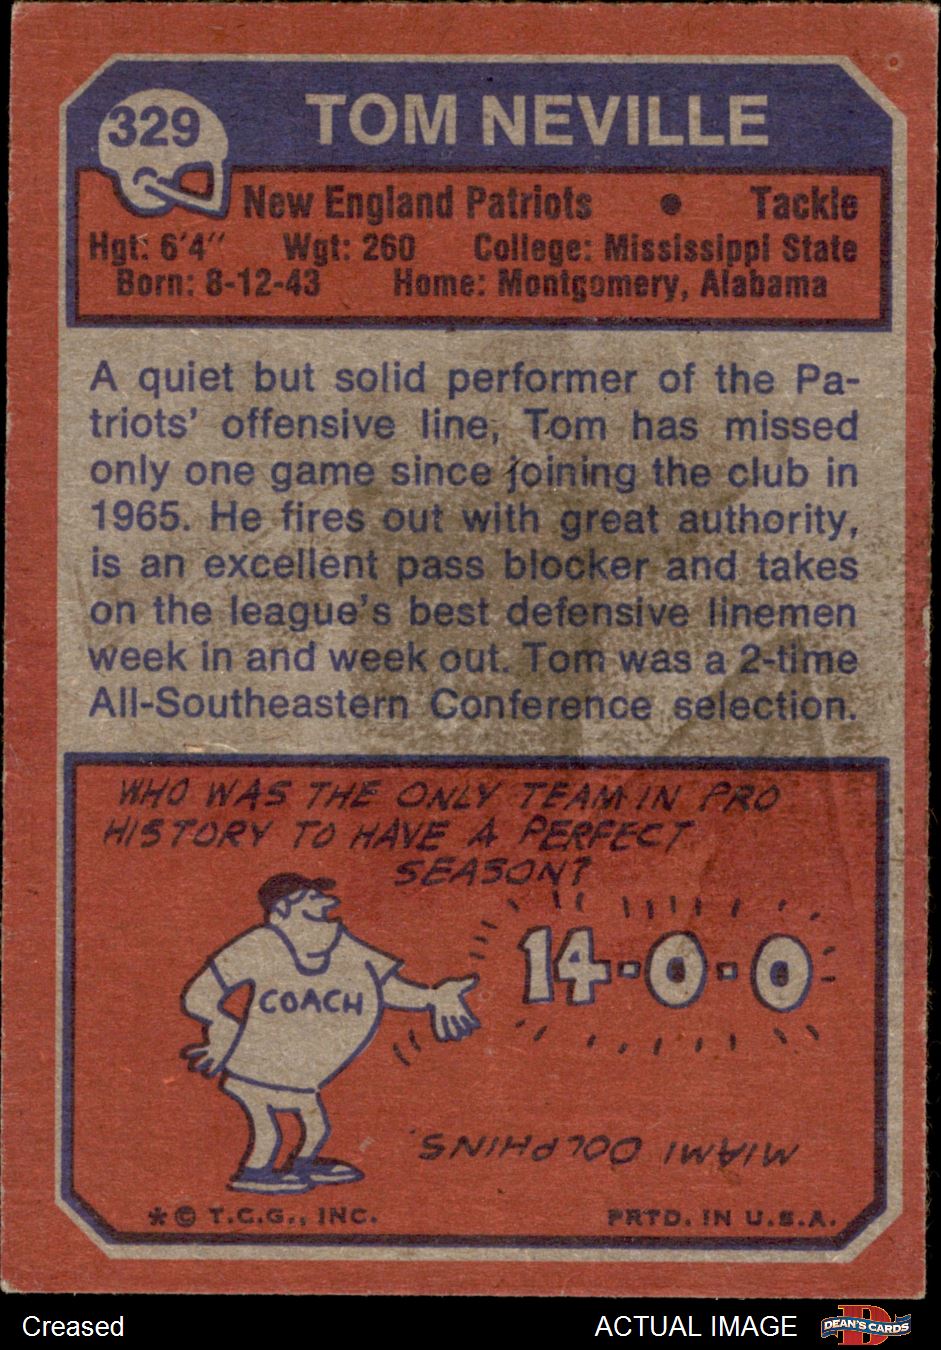 329
TOM NEVILLE
New England Patriots • Tackle
Hgt: 6'4" Wgt: 260 College: Mississippi State
Born: 8-12-43 Home: Montgomery, Alabama
A quiet but solid performer of the Pa-
triots' offensive line, Tom has missed
only one game since joining the club in
1965. He fires out with great authority,
is an excellent pass blocker and takes
on the league's best defensive linemen
week in and week out. Tom was a 2-time
All-Southeastern Conference selection.
WHO WAS THE ONLY TEAM IN PRO
HISTORY TO HAVE A PERFECT
SEASON?
14-0-0
COACH
MIAMI DOLPHINS.
* © T.C.G., INC. PRTD. IN U.S.A.
Creased ACTUAL IMAGE DEAN'S CARDS